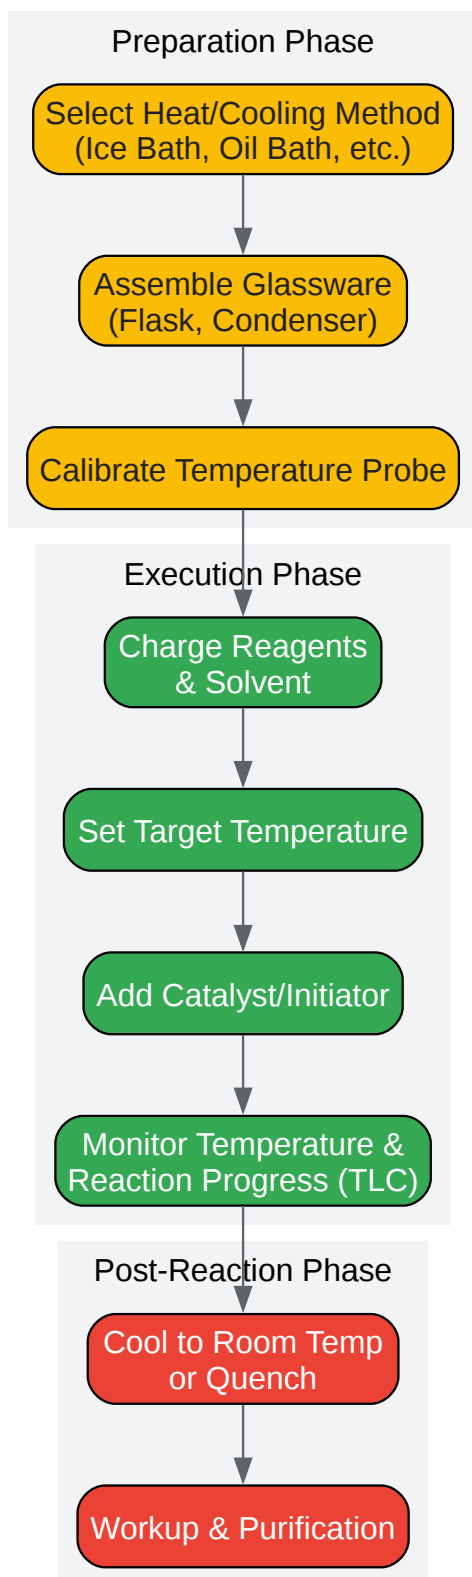 Preparation Phase
Select Heat/Cooling Method
(Ice Bath, Oil Bath, etc.)
Assemble Glassware
(Flask, Condenser)
Calibrate Temperature Probe
Execution Phase
Charge Reagents
& Solvent
Set Target Temperature
Add Catalyst/Initiator
Monitor Temperature &
Reaction Progress (TLC)
Post-Reaction Phase
Cool to Room Temp
or Quench
Workup & Purification